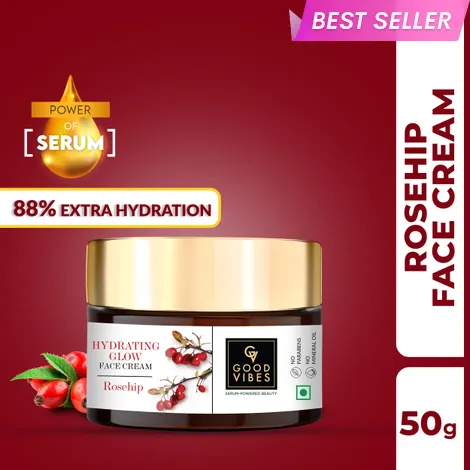 BEST SELLER
POWER
OF
SERUM
88% EXTRA HYDRATION
HYDRATING
GLOW
FACE CREAM
Rosehip
GV
GOOD
VIBES
SERUM-POWERED BEAUTY
NO
PARABENS
NO
MINERAL OIL
ROSEHIP
FACE CREAM
50g